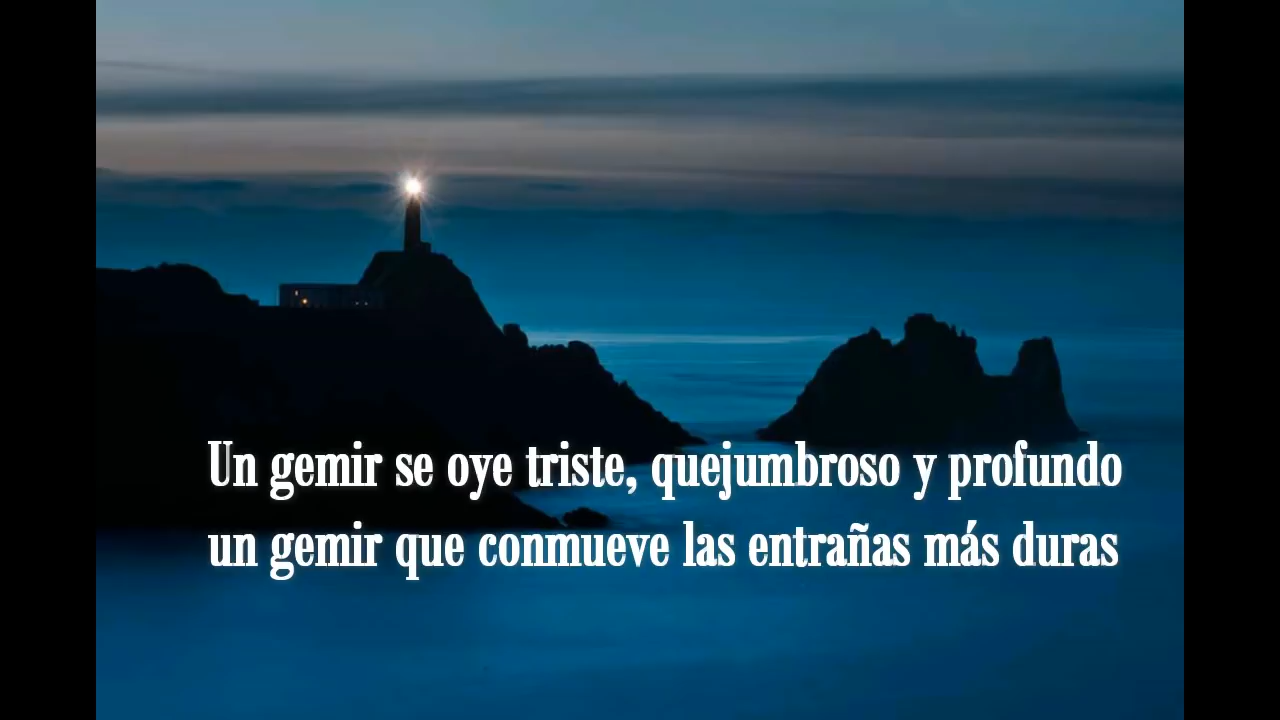 Un gemir se oye triste, quejumbroso y profundo
un gemir que conmueve las entrañas más duras